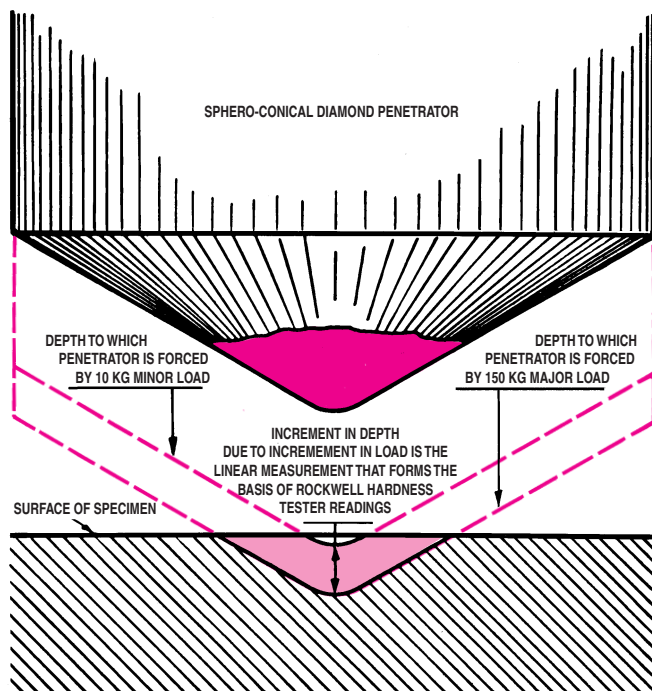 SPHERO-CONICAL DIAMOND PENETRATOR
DEPTH TO WHICH
PENETRATOR IS FORCED
BY 10 KG MINOR LOAD
DEPTH TO WHICH
PENETRATOR IS FORCED
BY 150 KG MAJOR LOAD
INCREMENT IN DEPTH
DUE TO INCREMEMENT IN LOAD IS THE
LINEAR MEASUREMENT THAT FORMS THE
BASIS OF ROCKWELL HARDNESS
TESTER READINGS
SURFACE OF SPECIMEN